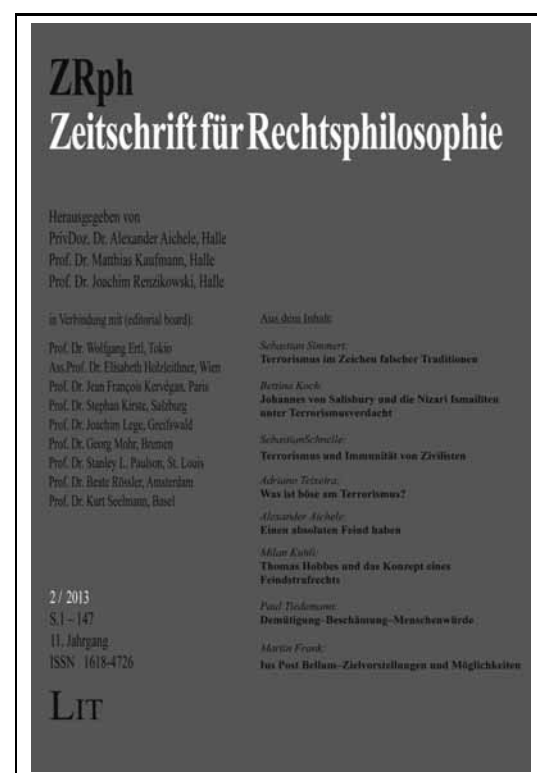 ZRph
Zeitschrift für Rechtsphilosophie
Herausgegeben von
PrivDoz. Dr. Alexander Aichele, Halle
Prof. Dr. Matthias Kaufmann, Halle
Prof. Dr. Joachim Renzikowski, Halle
in Verbindung mit (editorial board):
Prof. Dr. Wolfgang Ertl, Tokio
Ass.Prof. Dr. Elisabeth Holzleithner, Wien
Prof. Dr. Jean François Kervégan, Paris
Prof. Dr. Stephan Kirste, Salzburg
Prof. Dr. Joachim Lege, Greifswald
Prof. Dr. Georg Mohr, Bremen
Prof. Dr. Stanley L. Paulson, St. Louis
Prof. Dr. Beate Rössler, Amsterdam
Prof. Dr. Kurt Seelmann, Basel
2 / 2013
S.1 – 147
11. Jahrgang
ISSN 1618-4726
LIT
Aus dem Inhalt:
Sebastian Simmert:
Terrorismus im Zeichen falscher Traditionen
Bettina Koch:
Johannes von Salisbury und die Nizari Ismailiten
unter Terrorismusverdacht
SebastianSchnelle:
Terrorismus und Immunität von Zivilisten
Adriano Teixeira:
Was ist böse am Terrorismus?
Alexander Aichele:
Einen absoluten Feind haben
Milan Kuhli:
Thomas Hobbes und das Konzept eines
Feindstrafrechts
Paul Tiedemann:
Demütigung–Beschämung–Menschenwürde
Martin Frank:
Ius Post Bellum–Zielvorstellungen und Möglichkeiten